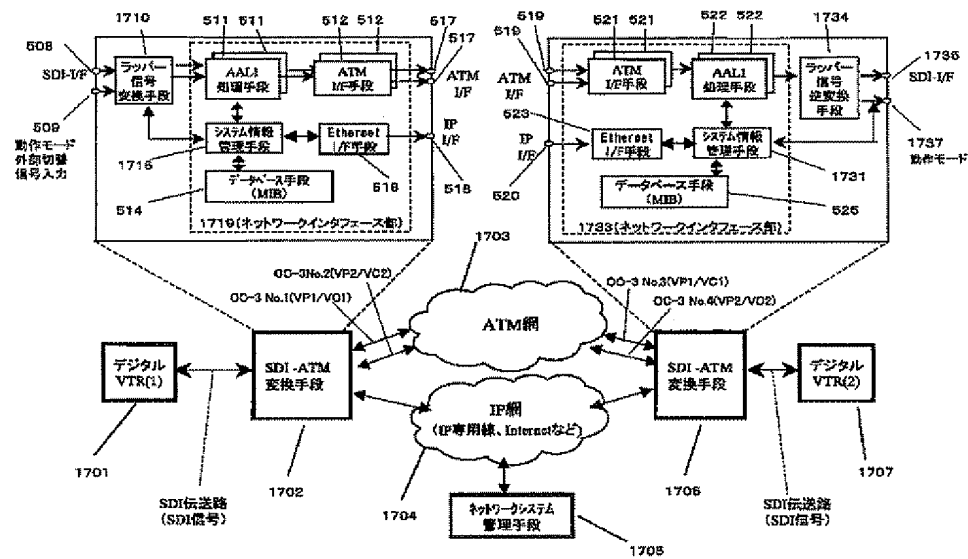 1710
511
511
512
512
517
517
508
SDI-I/F
ラッパー
信号
変換手段
AAL1
処理手段
ATM
I/F手段
ATM
I/F
509
動作モード
外部切替
信号入力
システム情報
管理手段
Ethernet
I/F手段
IP
I/F
1716
データベース手段
(MIB)
516
518
514
1719(ネットワークインタフェース部)
519
519
521
521
522
522
1734
1736
ATM
I/F
ATM
I/F手段
AAL1
処理手段
ラッパー
信号
逆変換
手段
SDI-I/F
523
IP
I/F
Ethernet
I/F手段
システム情報
管理手段
1737
動作モード
520
データベース手段
(MIB)
1731
525
1733(ネットワークインタフェース部)
1703
OC-3No.2(VP2/VC2)
OC-3 No.1(VP1/VC1)
ATM網
OC-3 No.3(VP1/VC1)
OC-3 No.4(VP2/VC2)
デジタル
VTR(1)
SDI-ATM
変換手段
SDI-ATM
変換手段
デジタル
VTR(2)
IP網
(IP専用線、Internetなど)
1701
SDI伝送路
(SDI信号)
1702
1704
1706
SDI伝送路
(SDI信号)
1707
ネットワークシステム
管理手段
1705